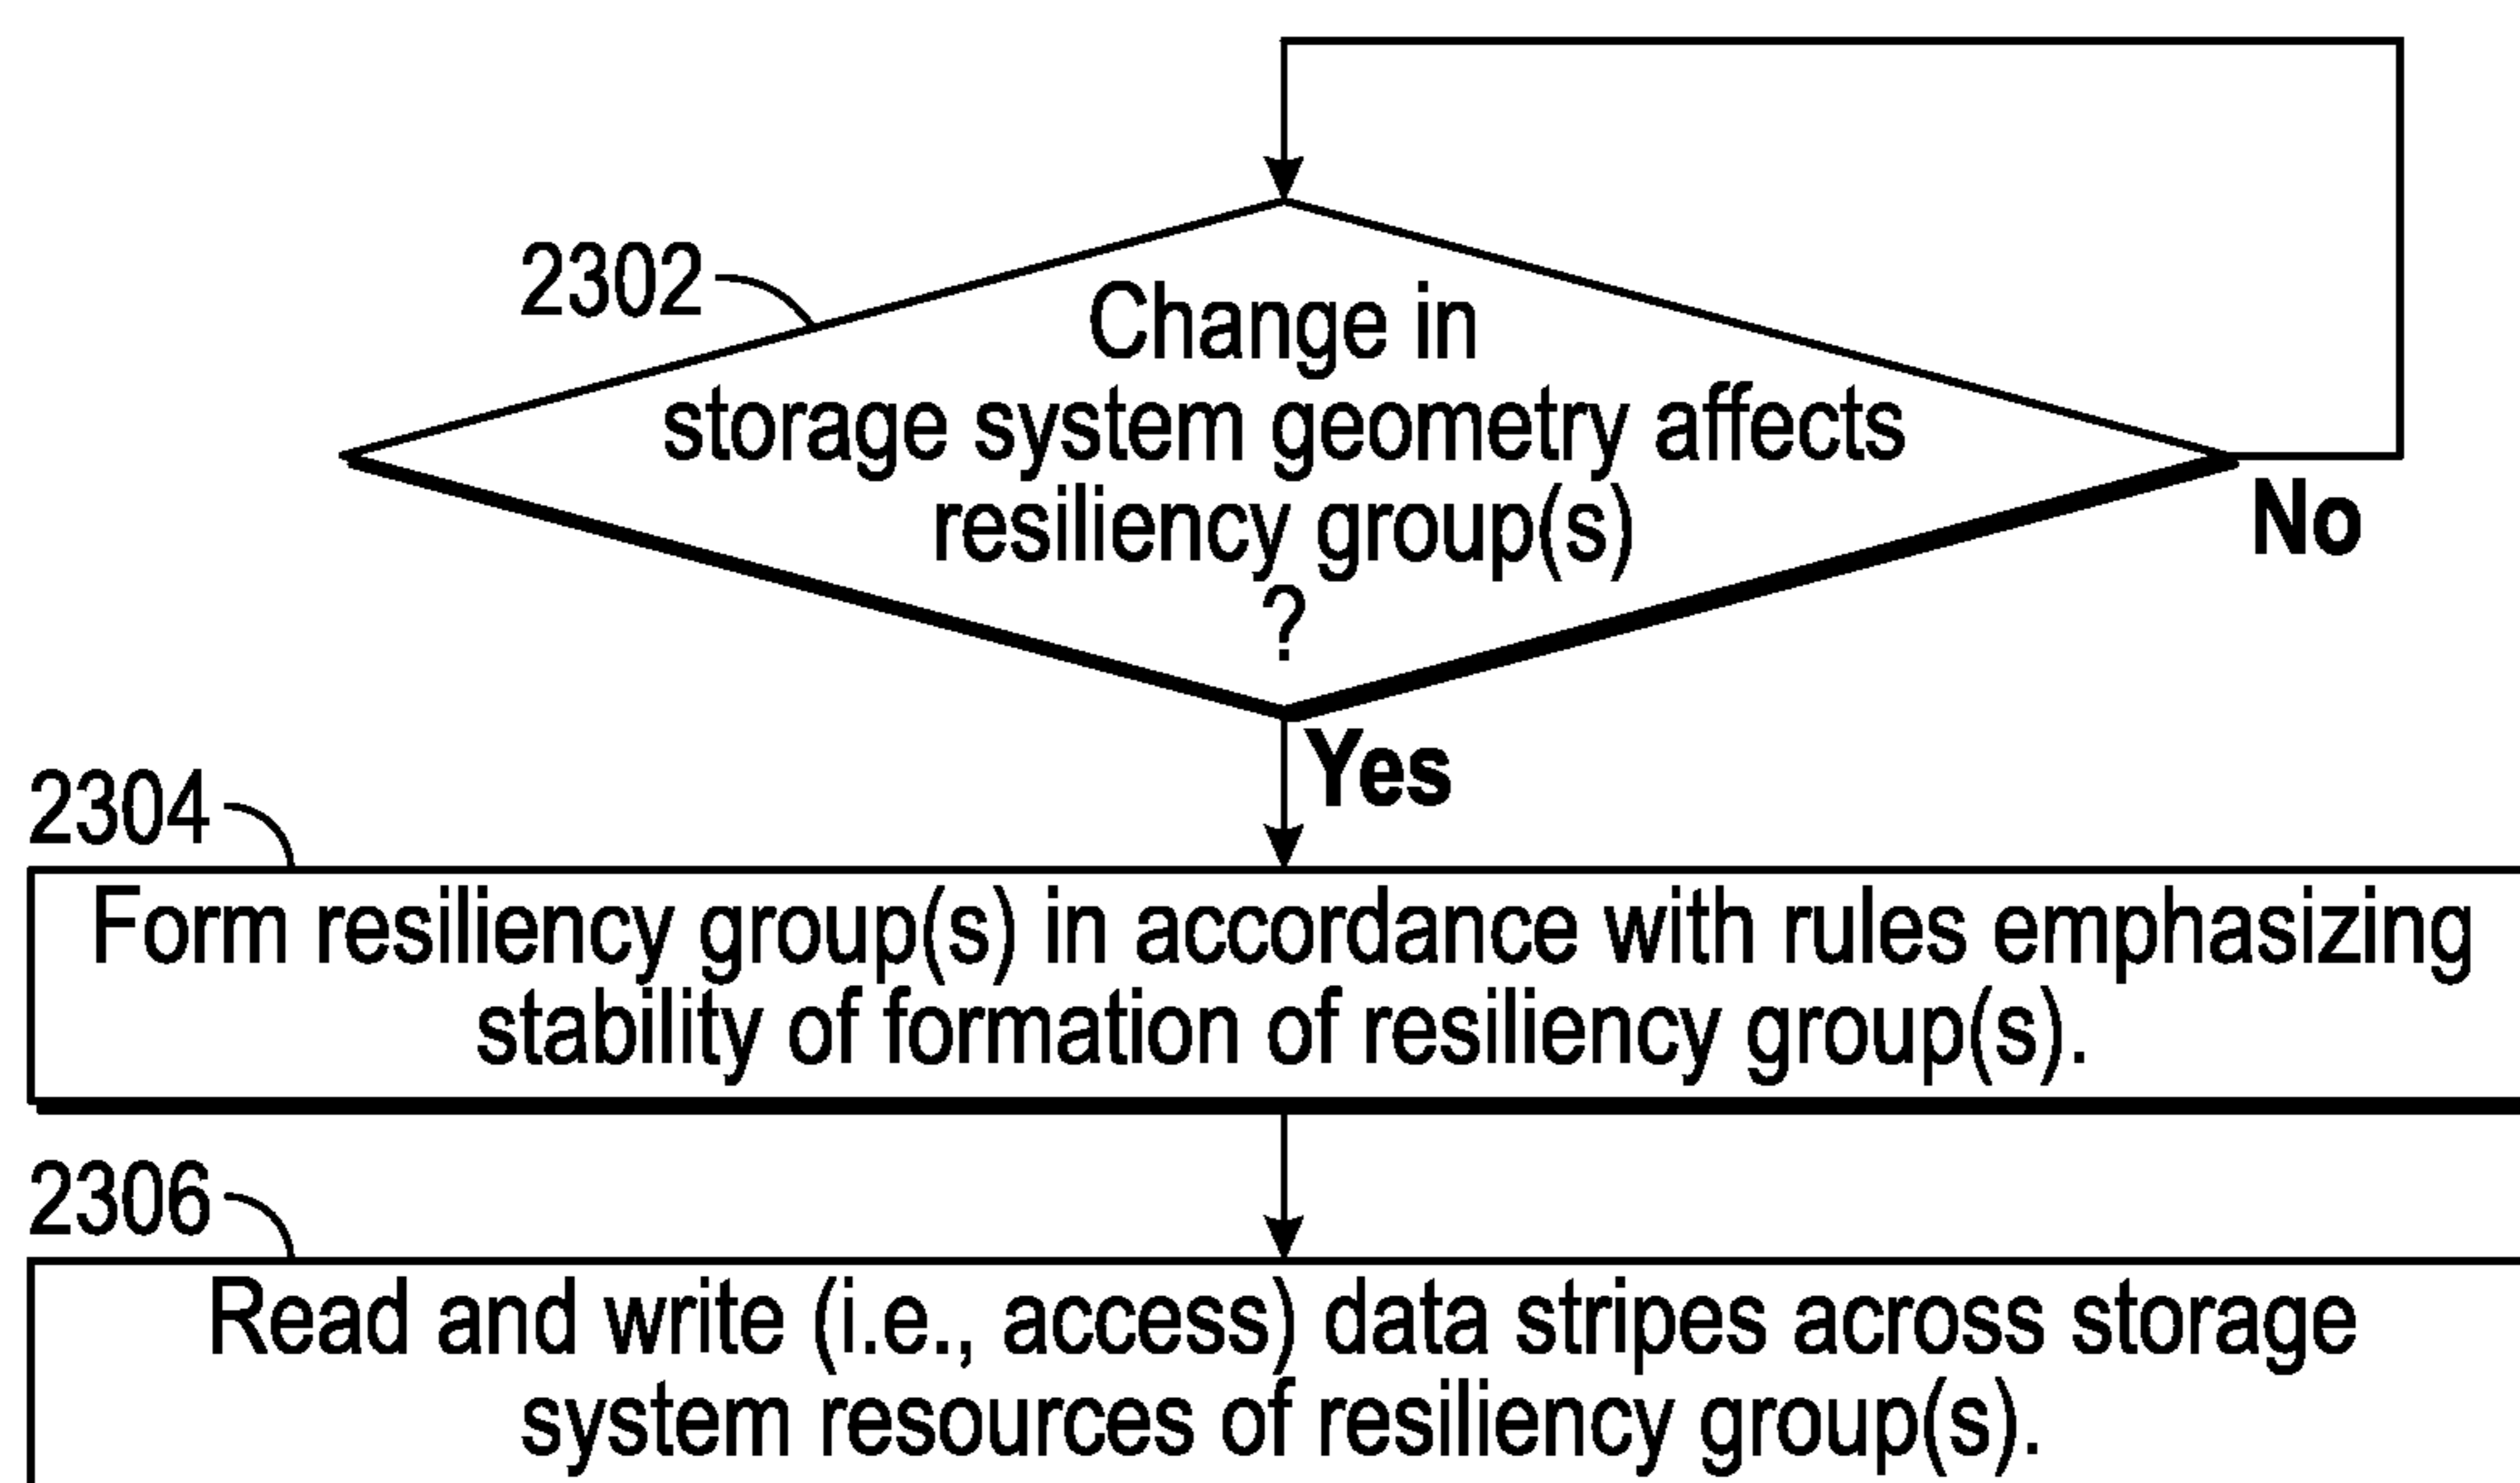 2302
Change in
storage system geometry affects
resiliency group(s)
?
No
Yes
2304
Form resiliency group(s) in accordance with rules emphasizing
stability of formation of resiliency group(s).
2306
Read and write (i.e., access) data stripes across storage
system resources of resiliency group(s).